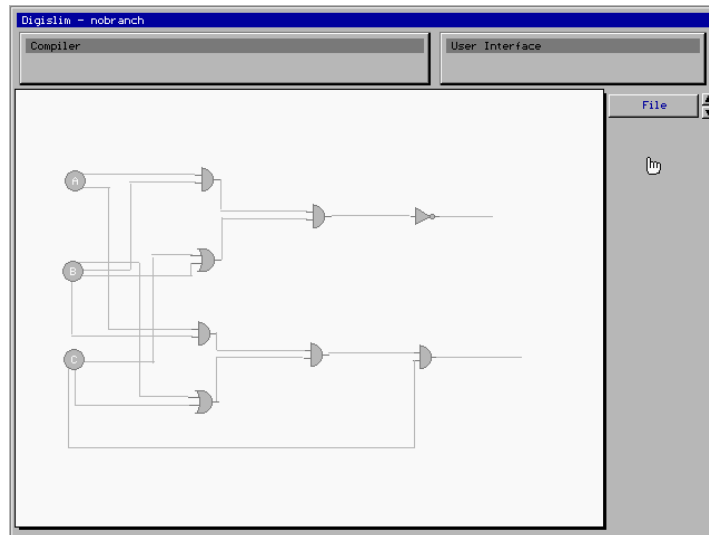 Digislim - nobranch
Compiler
User Interface
File
A
B
C